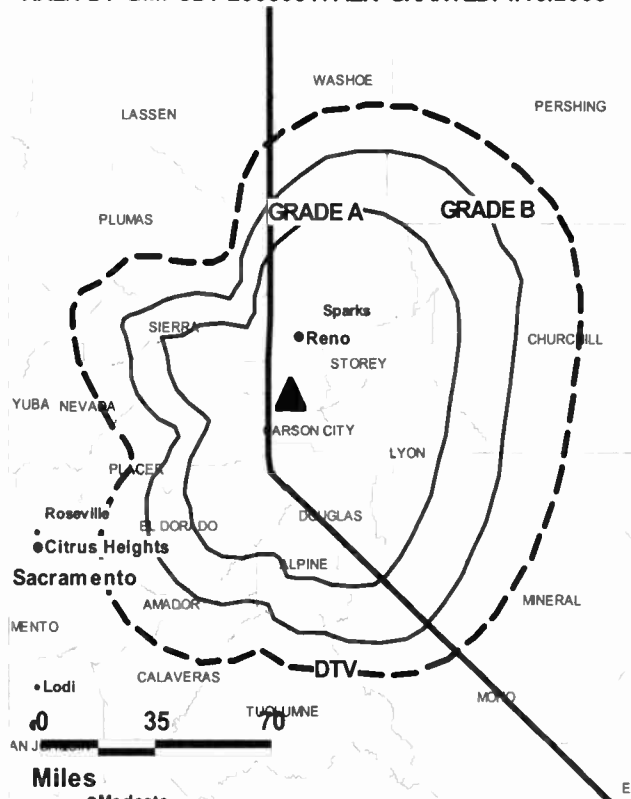 WASHOE
PERSHING
LASSEN
GRADE A
GRADE B
PLUMAS
Sparks
SIERRA
Reno
CHURCHILL
STOREY
YUBA
NEVADA
CARSON CITY
LYON
PLACER
Roseville
DOUGLAS
EL DORADO
Citrus Heights
ALPINE
Sacramento
AMADOR
MINERAL
MENTO
DTV
CALAVERAS
Lodi
MONO
TUOLUMNE
0 35 70
Miles